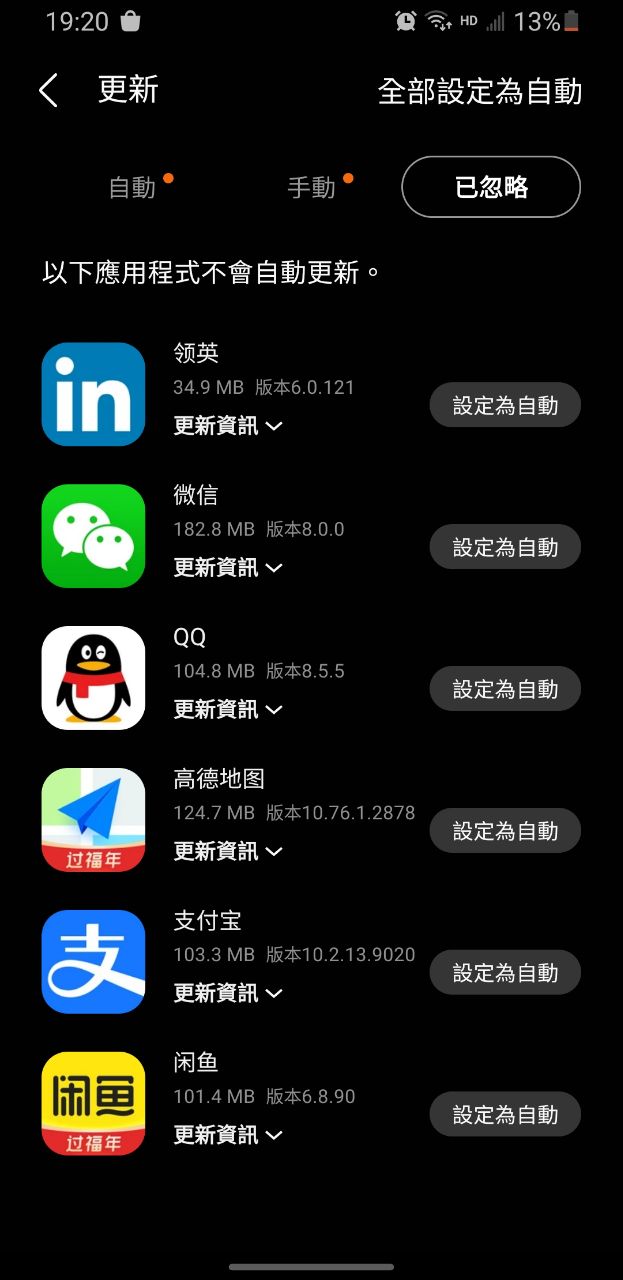 19:20
HD 13%
更新 全部設定為自動
自動 手動 已忽略
以下應用程式不會自動更新。
in
领英
34.9 MB 版本6.0.121
更新資訊
設定為自動
微信
182.8 MB 版本8.0.0
更新資訊
設定為自動
QQ
104.8 MB 版本8.5.5
更新資訊
設定為自動
过福年
高德地图
124.7 MB 版本10.76.1.2878
更新資訊
設定為自動
支
支付宝
103.3 MB 版本10.2.13.9020
更新資訊
設定為自動
闲鱼
过福年
闲鱼
101.4 MB 版本6.8.90
更新資訊
設定為自動